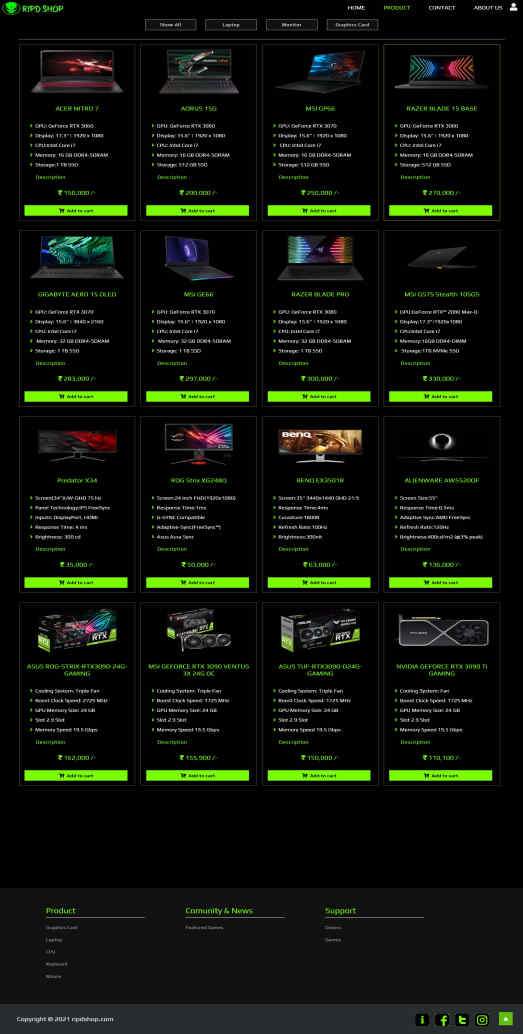 RIPD SHOP
HOME PRODUCT CONTACT ABOUT US
Show All Laptop Monitor Graphics Card
ACER NITRO 7
GPU: GeForce RTX 3060
Display: 17.3" | 1920 x 1080
CPU:Intel Core i7
Memory: 16 GB DDR4-SDRAM
Storage:1 TB SSD
Description
₹ 150,000 /-
Add to cart
AORUS 15G
GPU: GeForce RTX 3060
Display: 15.6" | 1920 x 1080
CPU: Intel Core i7
Memory: 16 GB DDR4-SDRAM
Storage: 512 GB SSD
Description
₹ 200,000 /-
Add to cart
MSI GP66
GPU: GeForce RTX 3070
Display: 15.6" | 1920 x 1080
CPU: Intel Core i7
Memory: 16 GB DDR4-SDRAM
Storage: 512 GB SSD
Description
₹ 250,000 /-
Add to cart
RAZER BLADE 15 BASE
GPU: GeForce RTX 3060
Display: 15.6" | 1920 x 1080
CPU: Intel Core i7
Memory: 16 GB DDR4-SDRAM
Storage: 512 GB SSD
Description
₹ 270,000 /-
Add to cart
GIGABYTE AERO 15 OLED
GPU: GeForce RTX 3070
Display: 15.6" | 3840 x 2160
CPU: Intel Core i7
Memory: 32 GB DDR4-SDRAM
Storage: 1 TB SSD
Description
₹ 283,000 /-
Add to cart
MSI GE66
GPU: GeForce RTX 3070
Display: 15.6" | 1920 x 1080
CPU: Intel Core i7
Memory: 32 GB DDR4-SDRAM
Storage: 1 TB SSD
Description
₹ 297,000 /-
Add to cart
RAZER BLADE PRO
GPU: GeForce RTX 3080
Display: 15.6" | 1920 x 1080
CPU: Intel Core i7
Memory: 32 GB DDR4-SDRAM
Storage: 1 TB SSD
Description
₹ 300,000 /-
Add to cart
MSI GS75 Stealth 10SGS
GPU:GeForce RTX™ 2080 Max-Q
Display:17.3"|1920x1080
CPU:Intel Core i7
Memory:16GB DDR4-DIMM
Storage:1TB NVMe SSD
Description
₹ 330,000 /-
Add to cart
Predator X34
Screen:34"X/W-QHD 75 Hz
Panel Technology:IPS FreeSync
Inputs: DisplayPort, HDMI
Response Time: 4 ms
Brightness: 300 cd
Description
₹ 35,000 /-
Add to cart
ROG Strix XG248Q
Screen:24 inch FHD(1920x1080)
Response Time:1ms
G-SYNC Compatible
Adaptive-Sync(FreeSync™)
Asus Aura Sync
Description
₹ 50,000 /-
Add to cart
BENQ EX3501R
Screen:35" 3440x1440 QHD 21:9
Response Time:4ms
Curvature:1800R
Refresh Rate:100Hz
Brightness:300nit
Description
₹ 63,000 /-
Add to cart
ALIENWARE AW5520QF
Screen Size:55"
Response Time:0.5ms
Adaptive Sync:AMD FreeSync
Refresh Rate:120Hz
Brightness:400cd/m2 (@3% peak)
Description
₹ 136,000 /-
Add to cart
ASUS ROG-STRIX-RTX3090-24G-
GAMING
Cooling System: Triple Fan
Boost Clock Speed: 1725 MHz
GPU Memory Size: 24 GB
Slot 2.9 Slot
Memory Speed 19.5 Gbps
Description
₹ 162,000 /-
Add to cart
MSI GEFORCE RTX 3090 VENTUS
3X 24G OC
Cooling System: Triple Fan
Boost Clock Speed: 1725 MHz
GPU Memory Size: 24 GB
Slot 2.9 Slot
Memory Speed 19.5 Gbps
Description
₹ 155,900 /-
Add to cart
ASUS TUF-RTX3090-O24G-
GAMING
Cooling System: Triple Fan
Boost Clock Speed: 1725 MHz
GPU Memory Size: 24 GB
Slot 2.9 Slot
Memory Speed 19.5 Gbps
Description
₹ 150,000 /-
Add to cart
NVIDIA GEFORCE RTX 3090 Ti
GAMING
Cooling System: Fan
Boost Clock Speed: 1725 MHz
GPU Memory Size: 24 GB
Slot 2.9 Slot
Memory Speed 19.5 Gbps
Description
₹ 110,100 /-
Add to cart
Product
Graphics Card
Laptop
CPU
Keyboard
Mouse
Comunity & News
Featured Games
Support
Drivers
Copyright © 2021 ripdshop.com